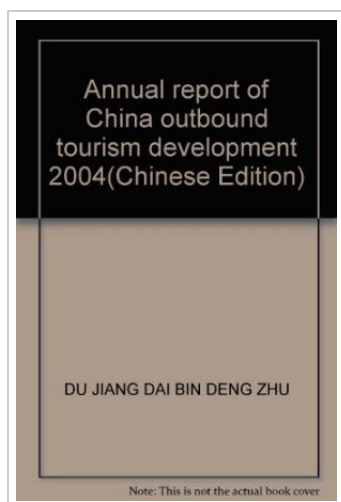 Annual report of
China outbound
tourism development
2004(Chinese Edition)
DU JIANG DAI BIN DENG ZHU
Note: This is not the actual book cover